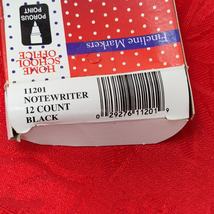 HOME
SCHOOL
OFFICE
POROUS
POINT
Fineline Markers
11201
NOTEWRITER
12 COUNT
BLACK
0 29276 11201 9